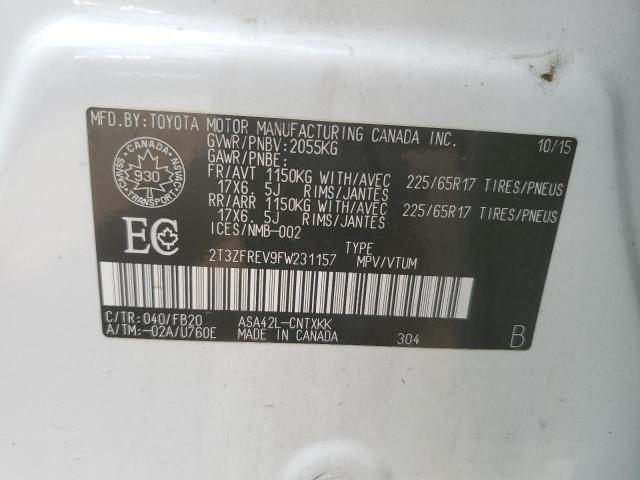 MFD.BY:TOYOTA MOTOR MANUFACTURING CANADA INC. 10/15
GVWR/PNBV:2055KG
GAWR/PNBE:
FR/AVT 1150KG WITH/AVEC 225/65R17 TIRES/PNEUS
17X6.5J RIMS/JANTES
RR/ARR 1150KG WITH/AVEC 225/65R17 TIRES/PNEUS
17X6.5J RIMS/JANTES
ICES/NMB-002
CANADA
930
TRANSPORT
EC
TYPE
2T3ZFREV9FW231157 MPV/VTUM
C/TR:040/FB20 ASA42L-CNTXKK
A/TM:-02A/U760E MADE IN CANADA 304 B